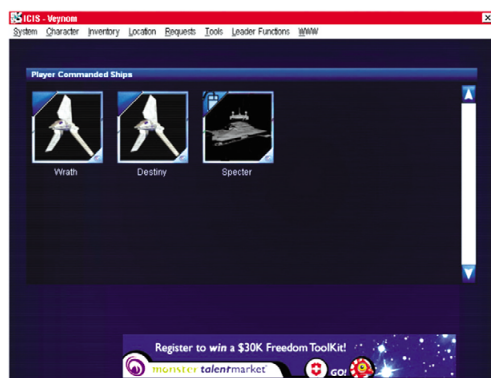 ICIS - Veynom
System Character Inventory Location Requests Tools Leader Functions WWW
Player Commanded Ships
Wrath Destiny Specter
Register to win a $30K Freedom ToolKit!
monster talentmarket GO!